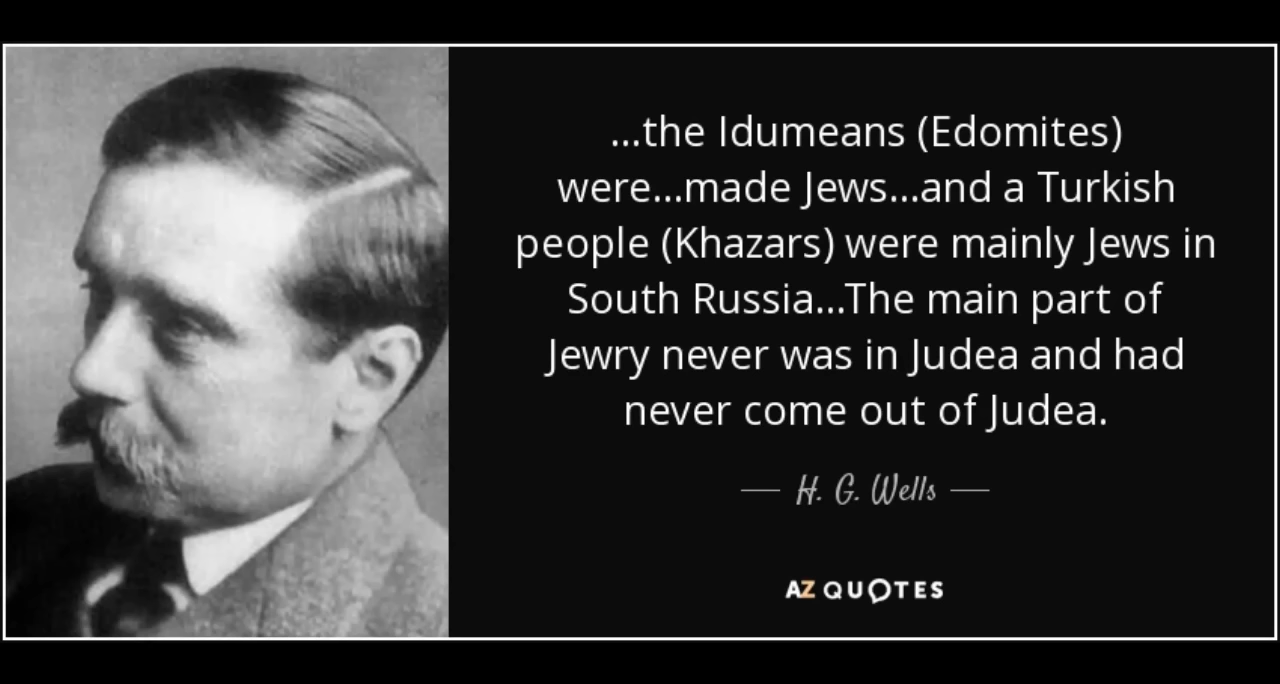 ...the Idumeans (Edomites)
were...made Jews...and a Turkish
people (Khazars) were mainly Jews in
South Russia...The main part of
Jewry never was in Judea and had
never come out of Judea.
— H. G. Wells —
AZ QUOTES